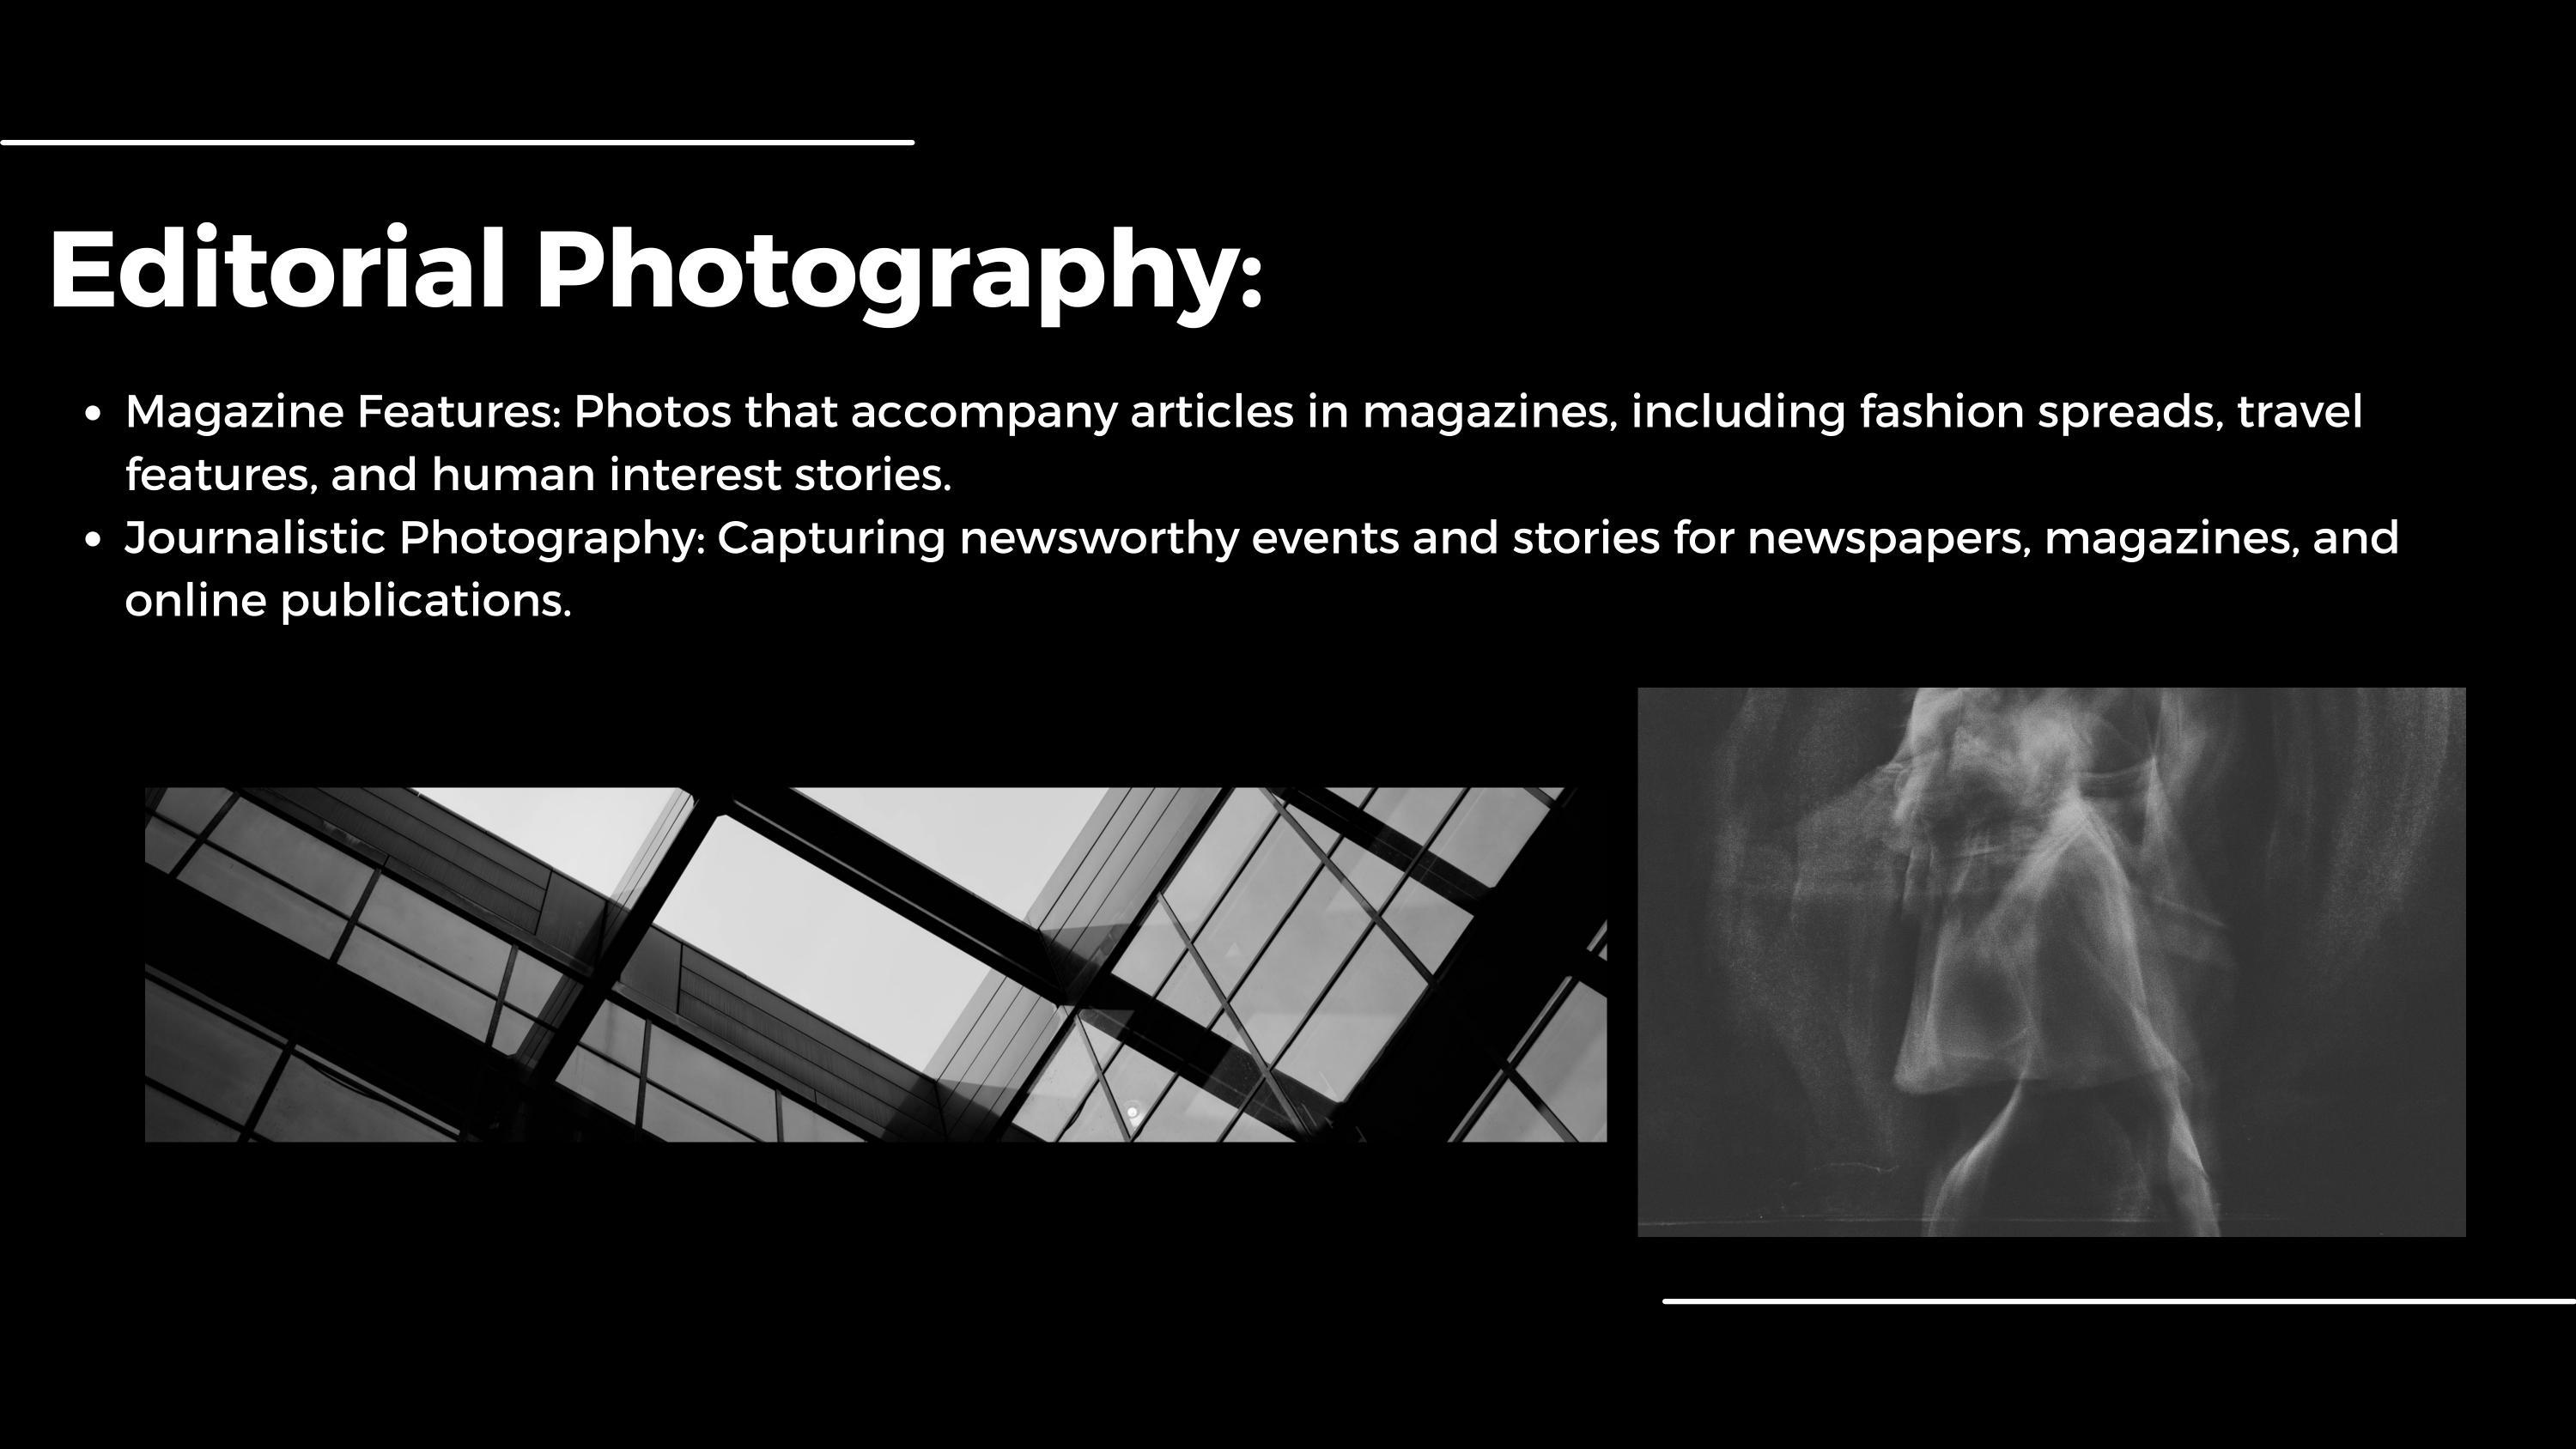 Editorial Photography:
• Magazine Features: Photos that accompany articles in magazines, including fashion spreads, travel
features, and human interest stories.
• Journalistic Photography: Capturing newsworthy events and stories for newspapers, magazines, and
online publications.